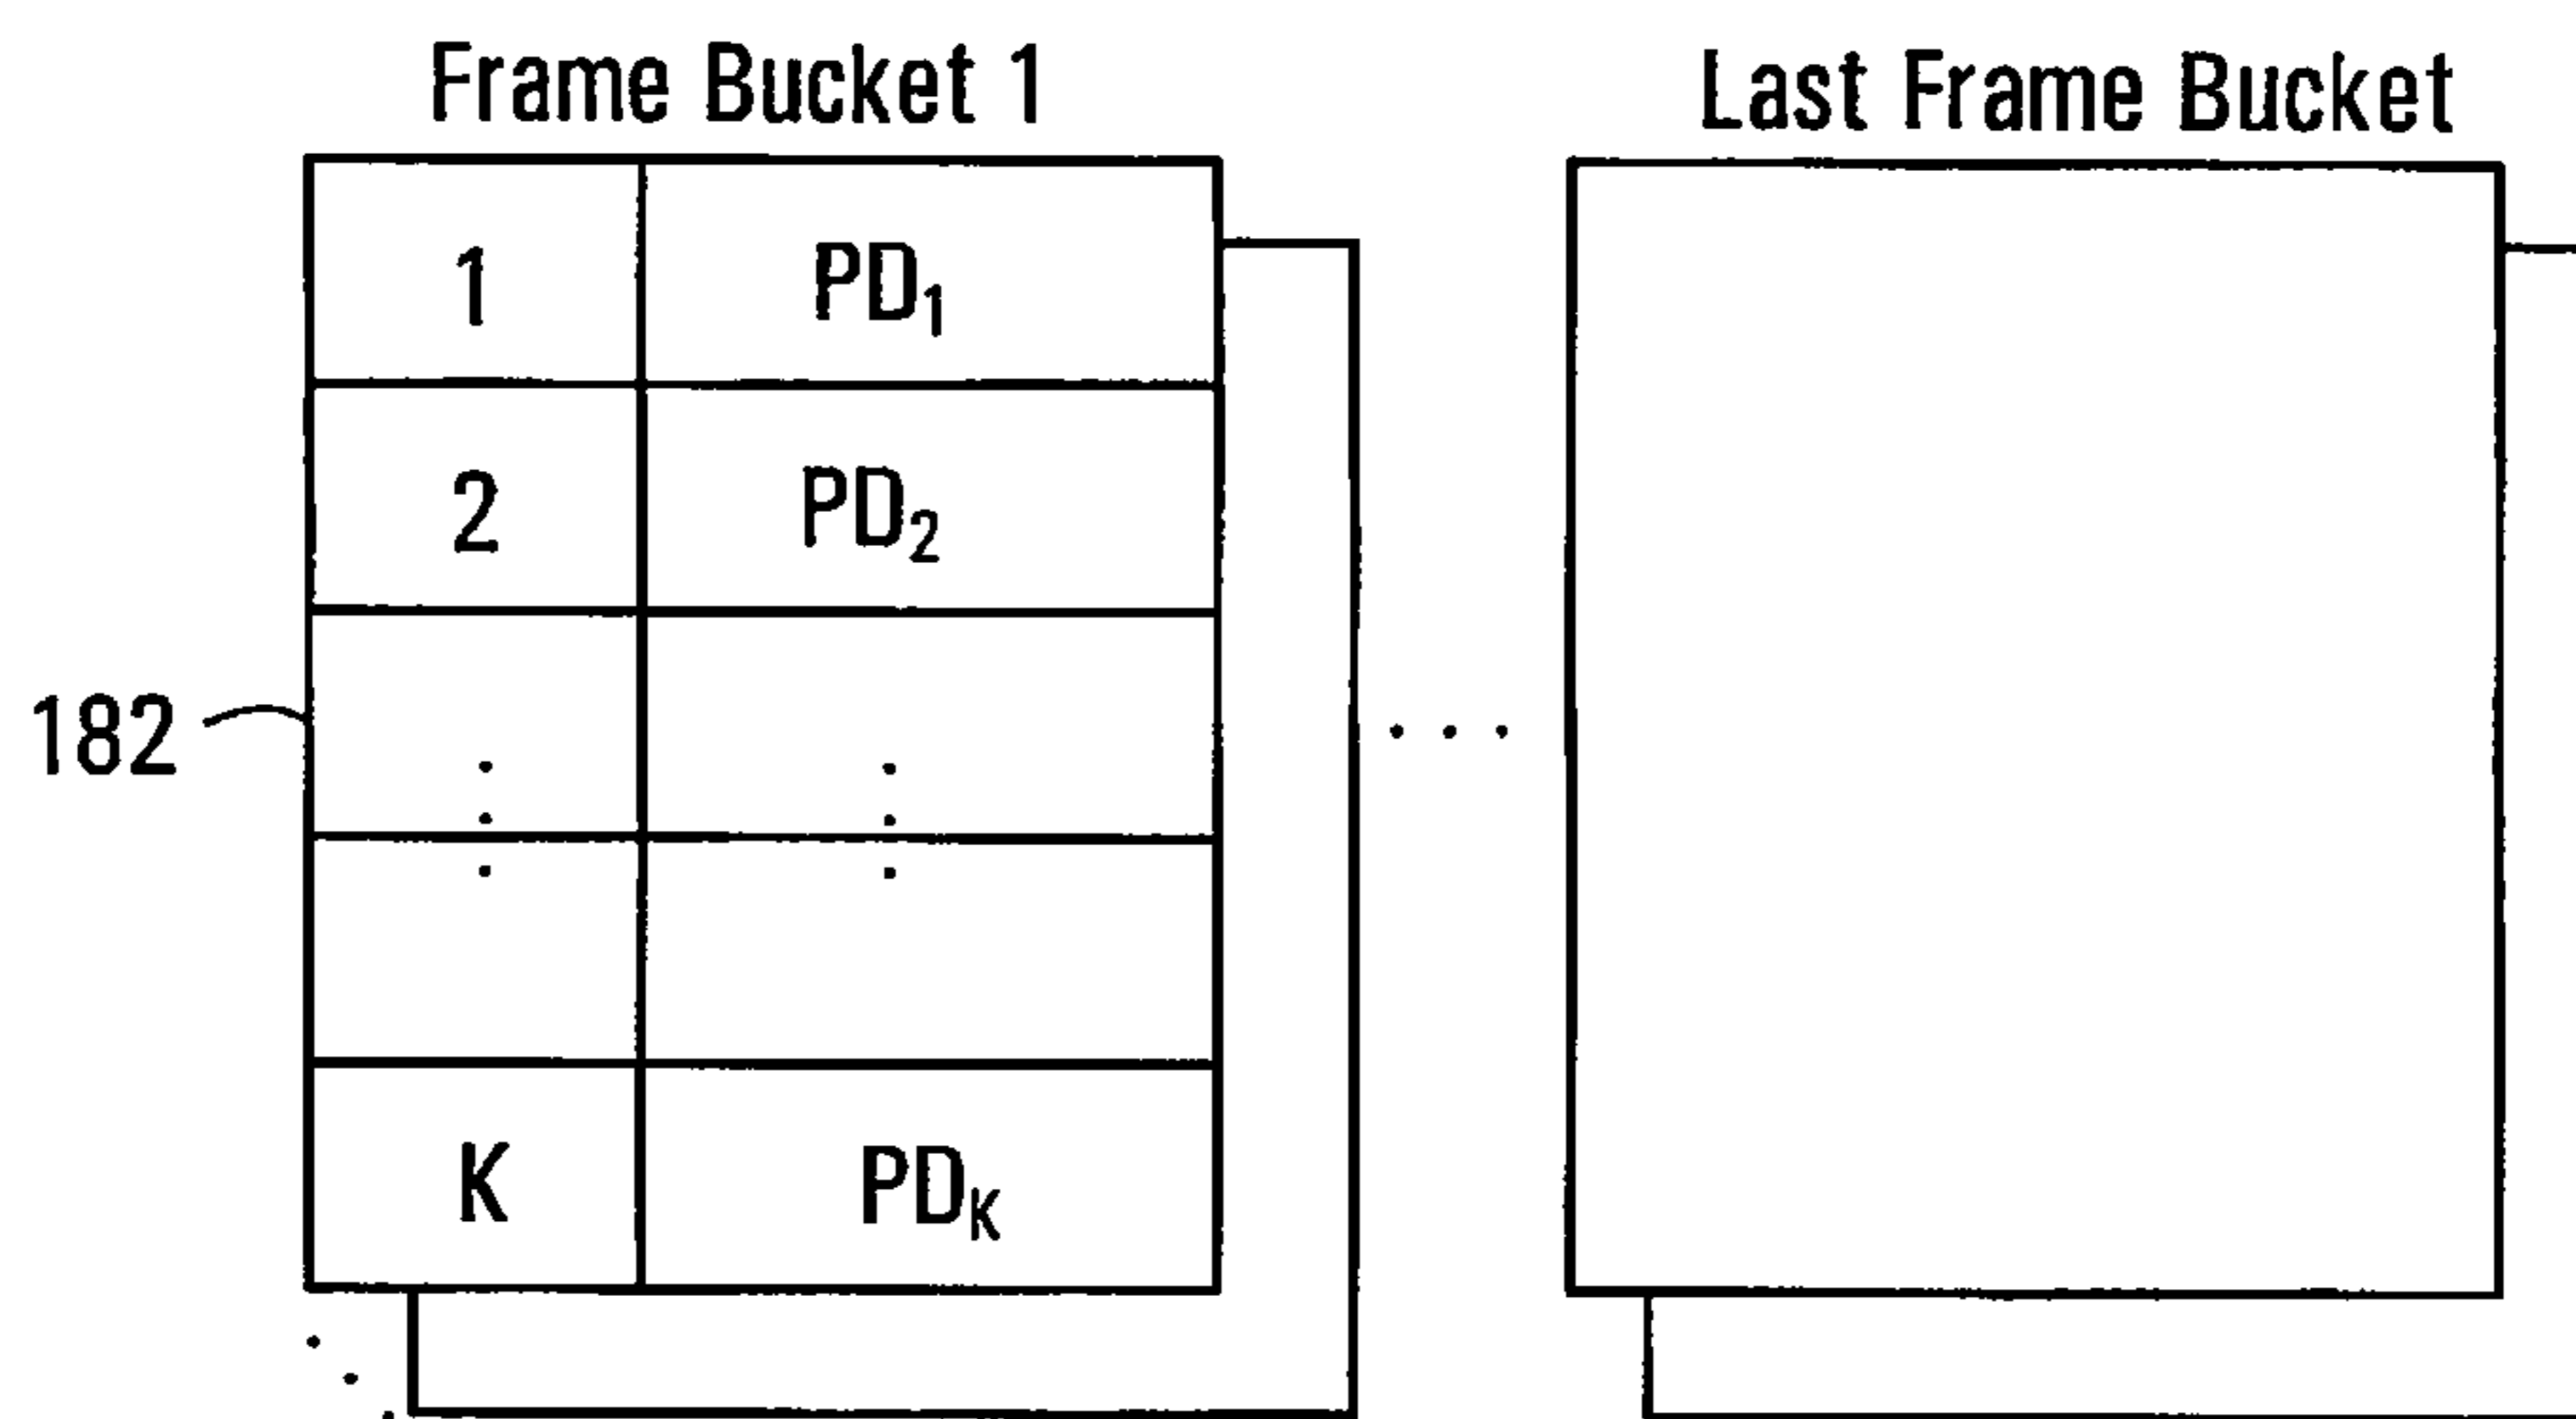 Frame Bucket 1
Last Frame Bucket
1 PD₁
2 PD₂
182
K PDₖ